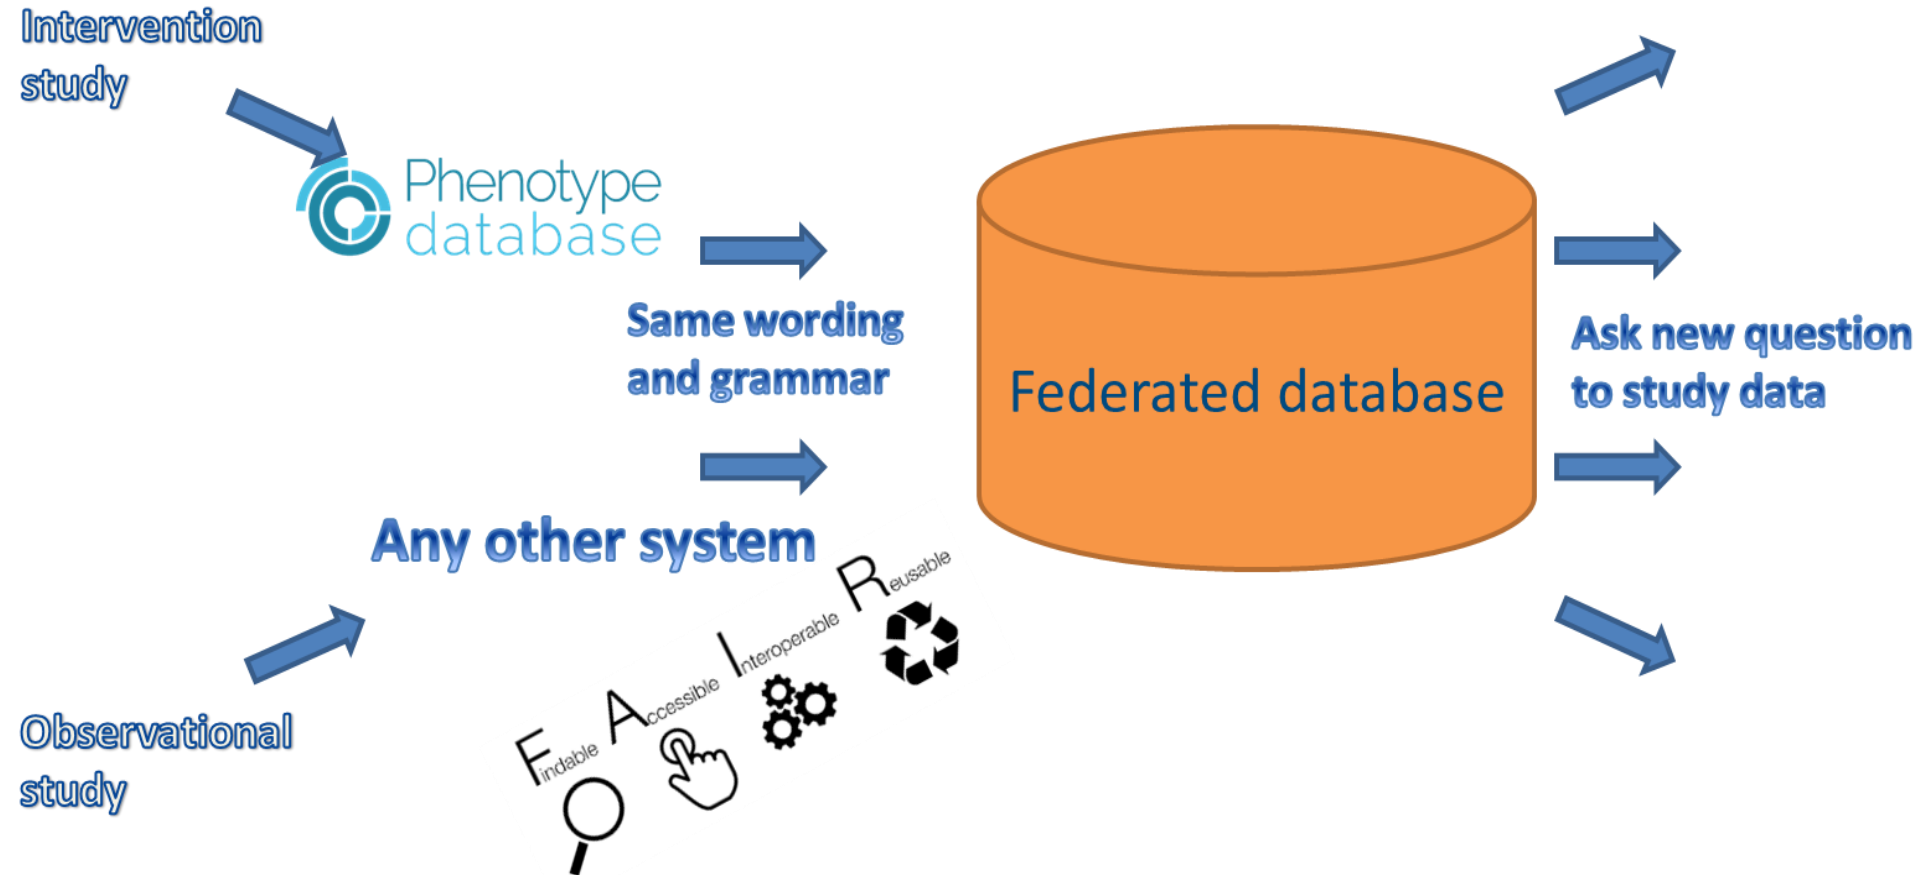 Intervention
study
Phenotype
database
Same wording
and grammar
Federated database
Ask new question
to study data
Any other system
Findable Accessible Interoperable Reusable
Observational
study